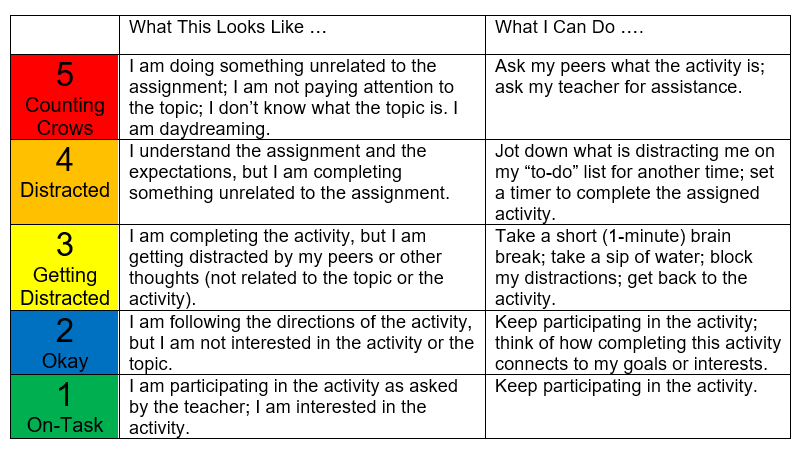 What This Looks Like …
What I Can Do ….
5
Counting
Crows
I am doing something unrelated to the
assignment; I am not paying attention to
the topic; I don’t know what the topic is. I
am daydreaming.
Ask my peers what the activity is;
ask my teacher for assistance.
4
Distracted
I understand the assignment and the
expectations, but I am completing
something unrelated to the assignment.
Jot down what is distracting me on
my “to-do” list for another time; set
a timer to complete the assigned
activity.
3
Getting
Distracted
I am completing the activity, but I am
getting distracted by my peers or other
thoughts (not related to the topic or the
activity).
Take a short (1-minute) brain
break; take a sip of water; block
my distractions; get back to the
activity.
2
Okay
I am following the directions of the activity,
but I am not interested in the activity or the
topic.
Keep participating in the activity;
think of how completing this activity
connects to my goals or interests.
1
On-Task
I am participating in the activity as asked
by the teacher; I am interested in the
activity.
Keep participating in the activity.